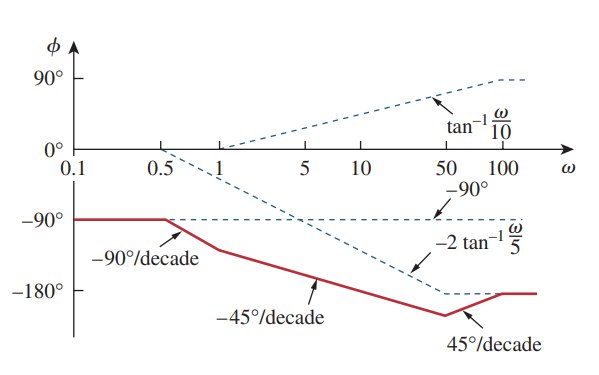 ϕ
90°
tan⁻¹ ω/10
0°
0.1 0.5 1 5 10 50 100 ω
–90°
–90°
–2 tan⁻¹ ω/5
–90°/decade
–180°
–45°/decade
45°/decade